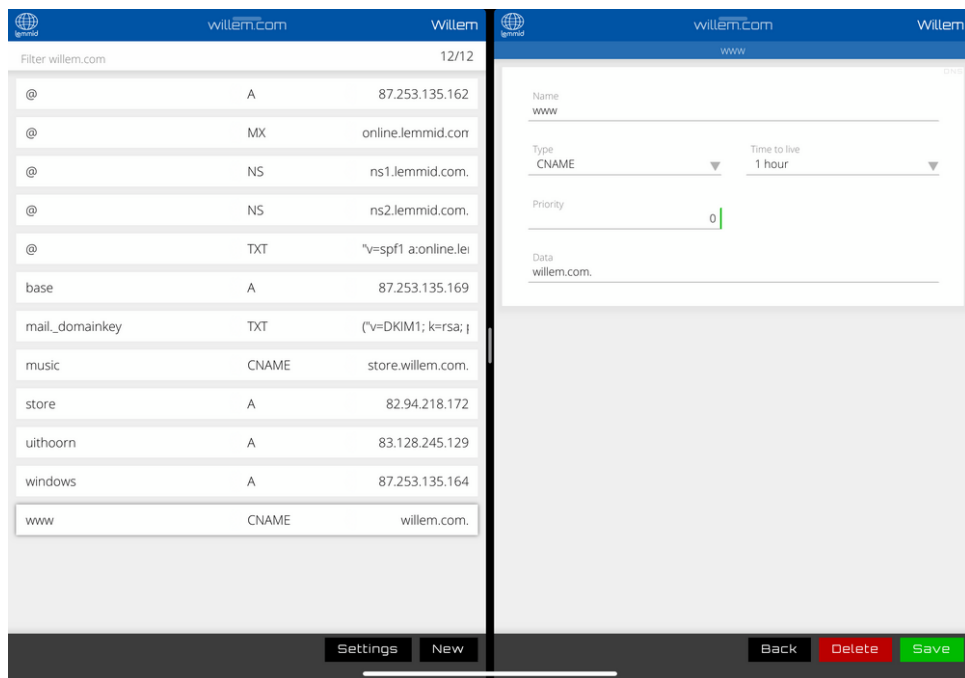 lemmid willem.com Willem
Filter willem.com 12/12
@ A 87.253.135.162
@ MX online.lemmid.com
@ NS ns1.lemmid.com.
@ NS ns2.lemmid.com.
@ TXT "v=spf1 a:online.le
base A 87.253.135.169
mail._domainkey TXT ("v=DKIM1; k=rsa; p
music CNAME store.willem.com.
store A 82.94.218.172
uithoorn A 83.128.245.129
windows A 87.253.135.164
www CNAME willem.com.
Settings New
lemmid willem.com Willem
www
DNS
Name
www
Type Time to live
CNAME 1 hour
Priority
0
Data
willem.com.
Back Delete Save